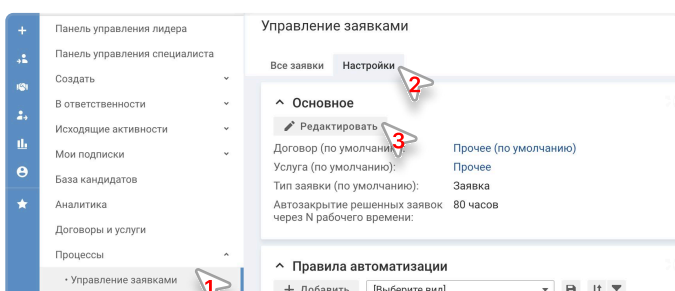 Панель управления лидера
Панель управления специалиста
Создать
В ответственности
Исходящие активности
Мои подписки
База кандидатов
Аналитика
Договоры и услуги
Процессы
• Управление заявками
1
Управление заявками
Все заявки Настройки
2
Основное
Редактировать
3
Договор (по умолчанию): Прочее (по умолчанию)
Услуга (по умолчанию): Прочее
Тип заявки (по умолчанию): Заявка
Автозакрытие решенных заявок 80 часов
через N рабочего времени:
Правила автоматизации
+ Добавить [Выберите вид]